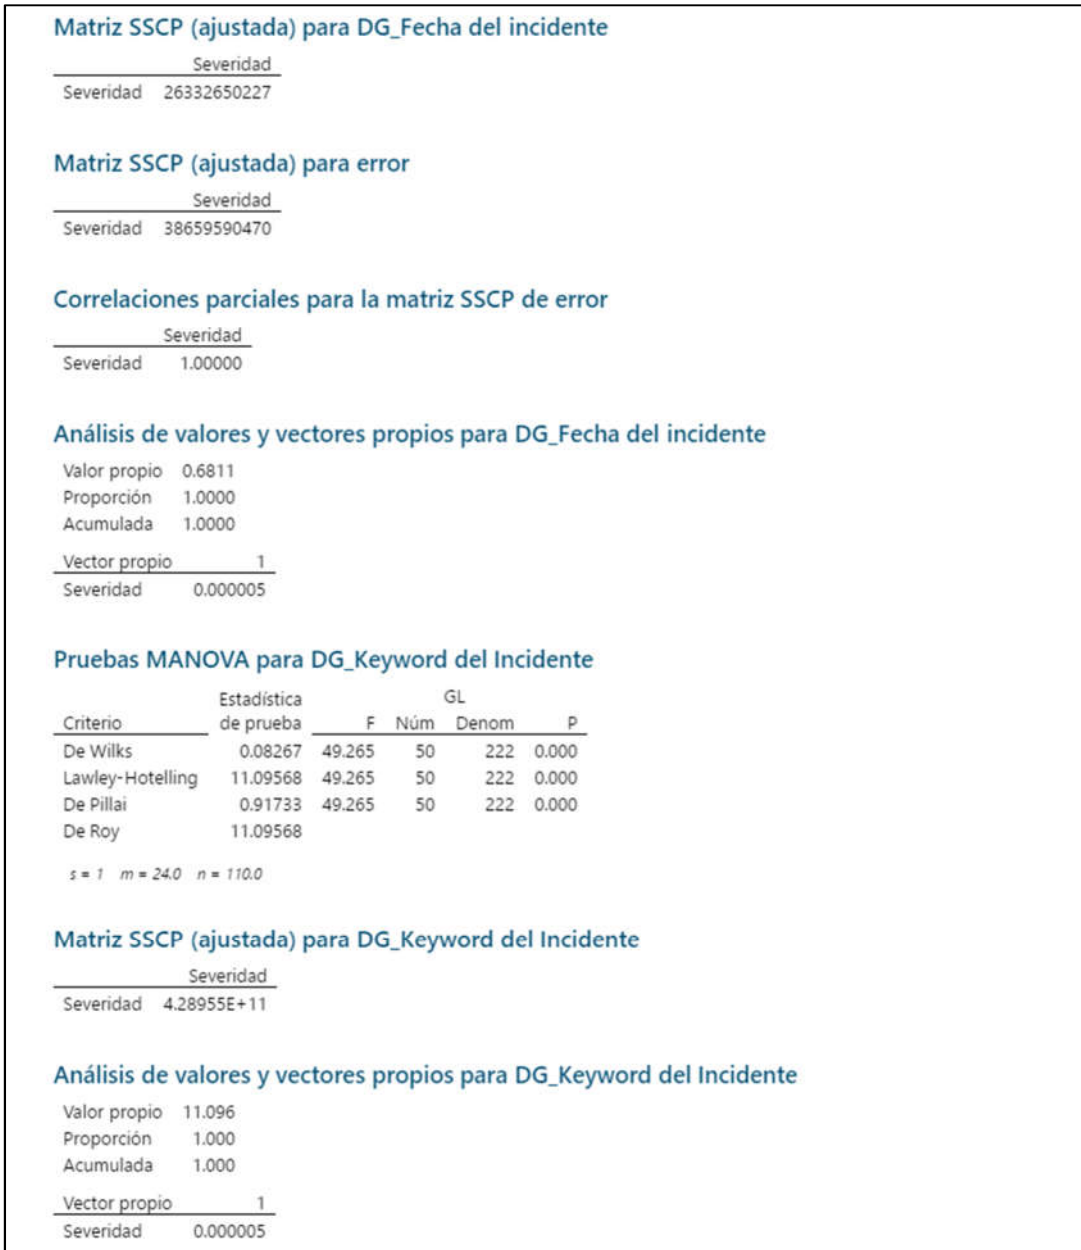 Matriz SSCP (ajustada) para DG_Fecha del incidente
Severidad
Severidad 26332650227
Matriz SSCP (ajustada) para error
Severidad
Severidad 38659590470
Correlaciones parciales para la matriz SSCP de error
Severidad
Severidad 1.00000
Análisis de valores y vectores propios para DG_Fecha del incidente
Valor propio 0.6811
Proporción 1.0000
Acumulada 1.0000
Vector propio 1
Severidad 0.000005
Pruebas MANOVA para DG_Keyword del Incidente
Estadística GL
Criterio de prueba F Núm Denom P
De Wilks 0.08267 49.265 50 222 0.000
Lawley-Hotelling 11.09568 49.265 50 222 0.000
De Pillai 0.91733 49.265 50 222 0.000
De Roy 11.09568
s = 1 m = 24.0 n = 110.0
Matriz SSCP (ajustada) para DG_Keyword del Incidente
Severidad
Severidad 4.28955E+11
Análisis de valores y vectores propios para DG_Keyword del Incidente
Valor propio 11.096
Proporción 1.000
Acumulada 1.000
Vector propio 1
Severidad 0.000005